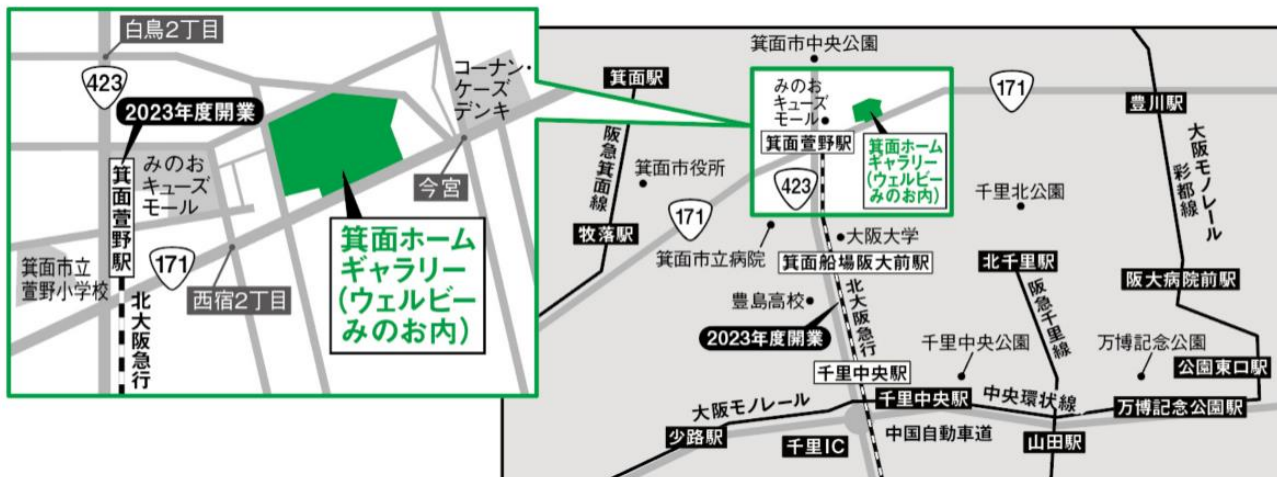 白島2丁目
423
2023年度開業
コーナン・
ケーズ
デンキ
みのお
キューズ
モール
箕面萱野駅
今宮
箕面市立
萱野小学校
171
西宿2丁目
北大阪急行
箕面ホーム
ギャラリー
(ウェルビー
みのお内)
箕面市中央公園
箕面駅
みのお
キューズ
モール
171
豊川駅
阪急箕面線
箕面萱野駅
箕面ホーム
ギャラリー
(ウェルビー
みのお内)
大阪モノレール
彩都線
箕面市役所
423
千里北公園
171
牧落駅
大阪大学
箕面市立病院
箕面船場阪大前駅
北千里駅
阪大病院前駅
豊島高校
北大阪急行
阪急千里線
2023年度開業
千里中央公園
万博記念公園
千里中央駅
公園東口駅
大阪モノレール
千里中央駅
中央環状線
万博記念公園駅
少路駅
千里IC
中国自動車道
山田駅